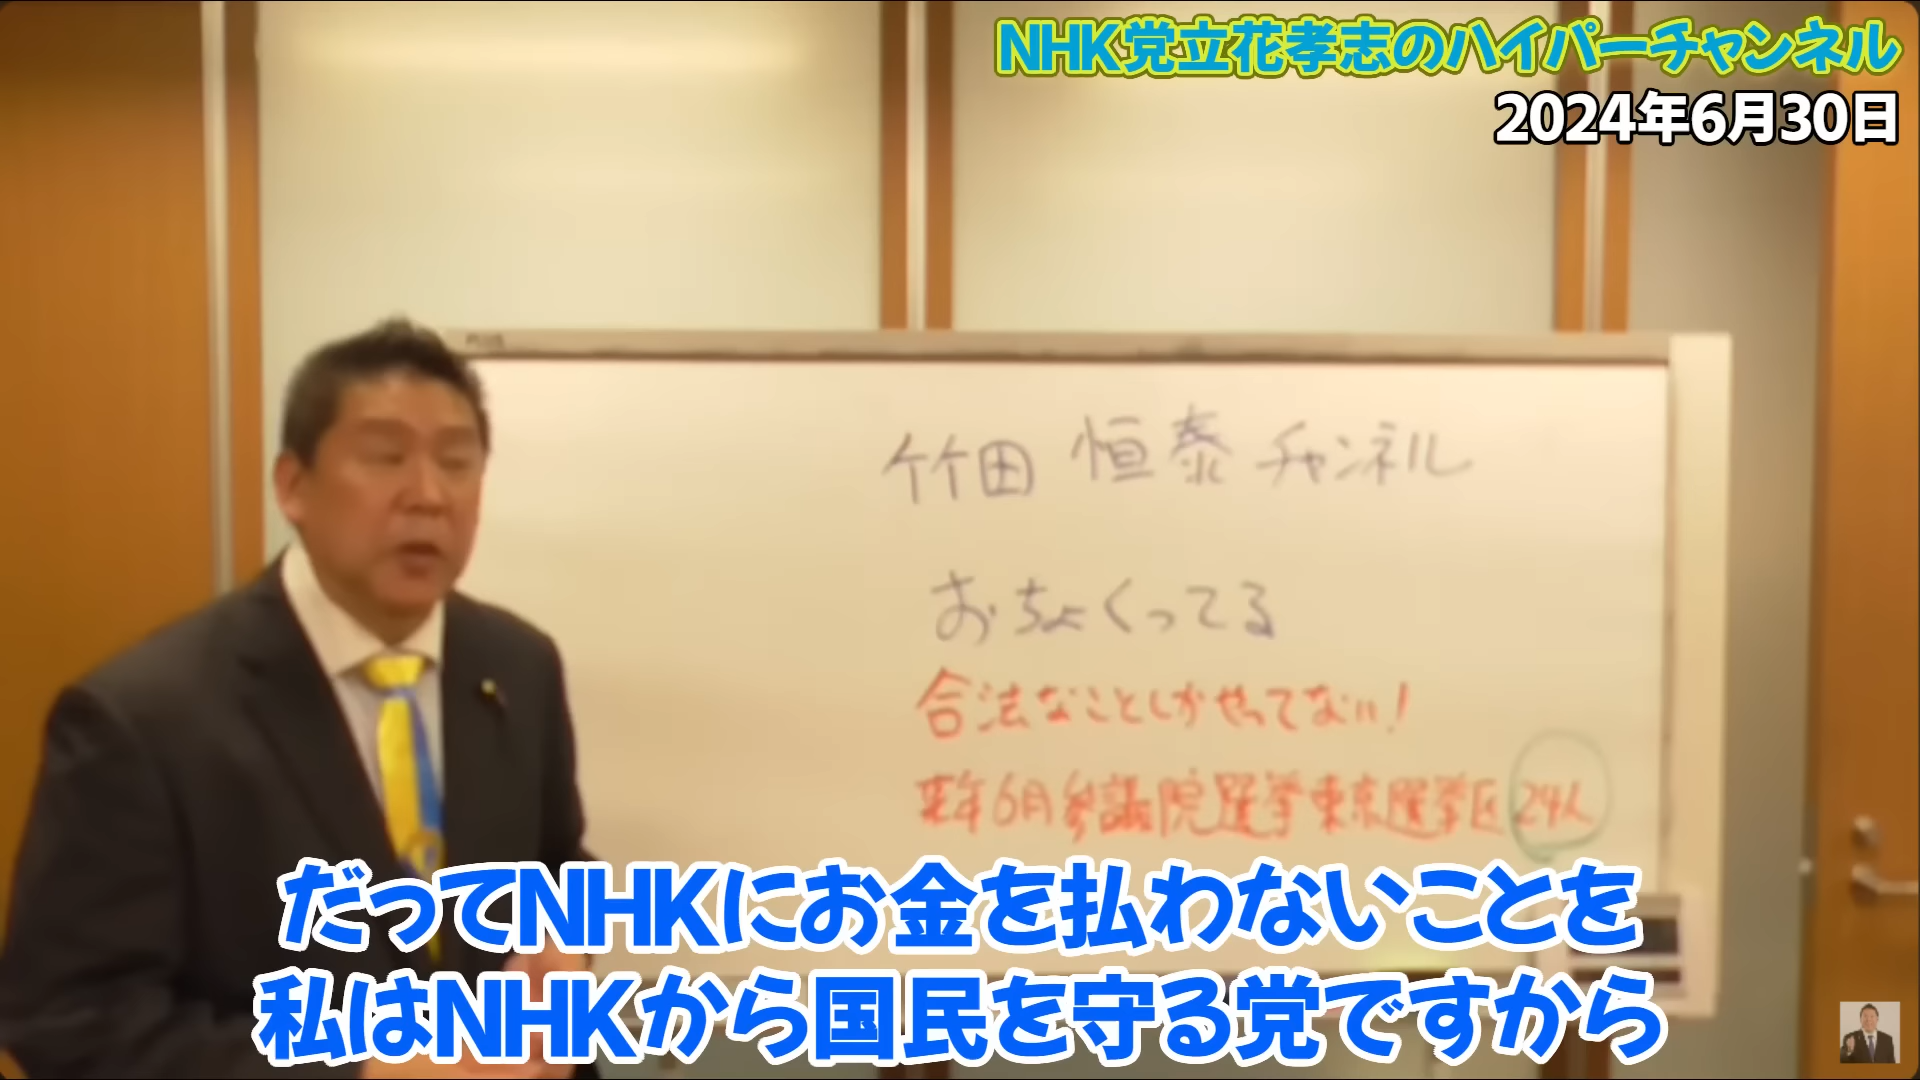 NHK党立花孝志のハイパーチャンネル
2024年6月30日
PLUS
竹田 恒泰 チャンネル
おちょくってる
合法なことしかやってない!
来年6月参議院選挙東京選挙区 24人
だってNHKにお金を払わないことを
私はNHKから国民を守る党ですから